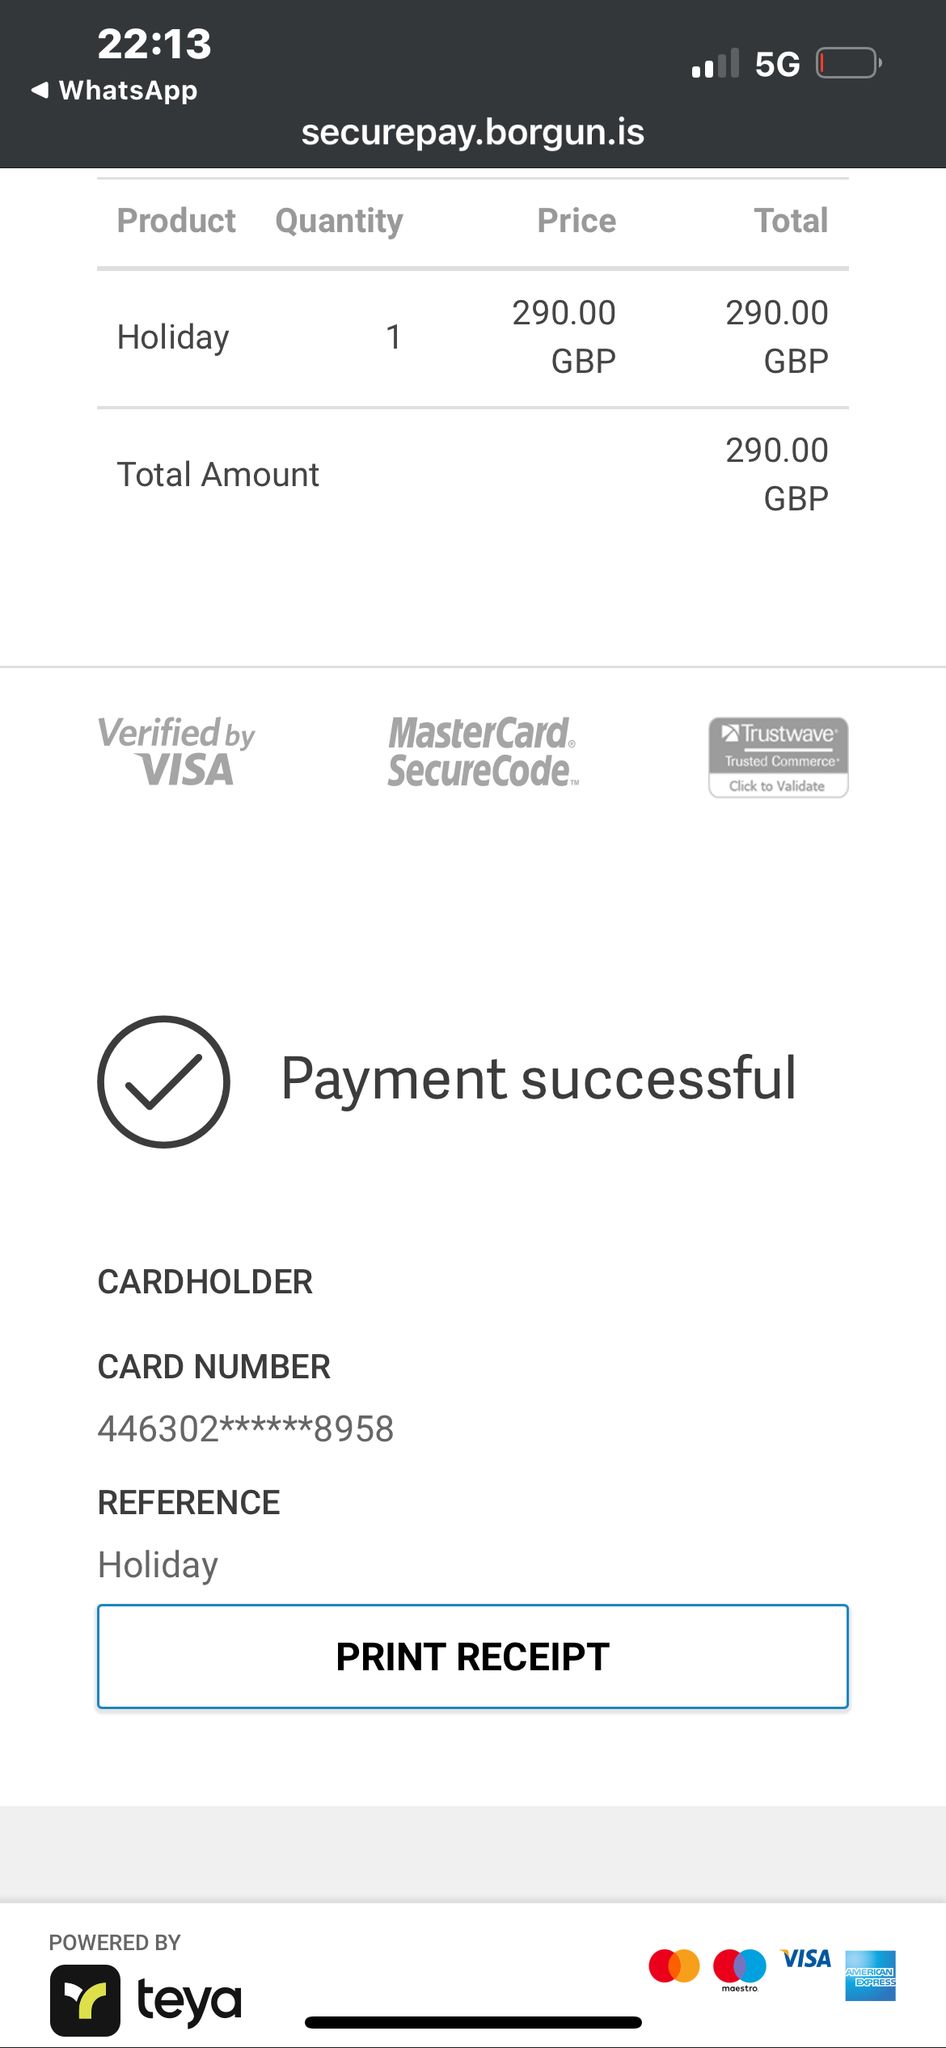 22:13
5G
WhatsApp
securepay.borgun.is
Product Quantity Price Total
Holiday 1 290.00 GBP 290.00 GBP
Total Amount 290.00 GBP
Verified by VISA
MasterCard. SecureCode™
Trustwave®
Trusted Commerce®
Click to Validate
Payment successful
CARDHOLDER
CARD NUMBER
446302******8958
REFERENCE
Holiday
PRINT RECEIPT
POWERED BY
teya
maestro
VISA
AMERICAN EXPRESS